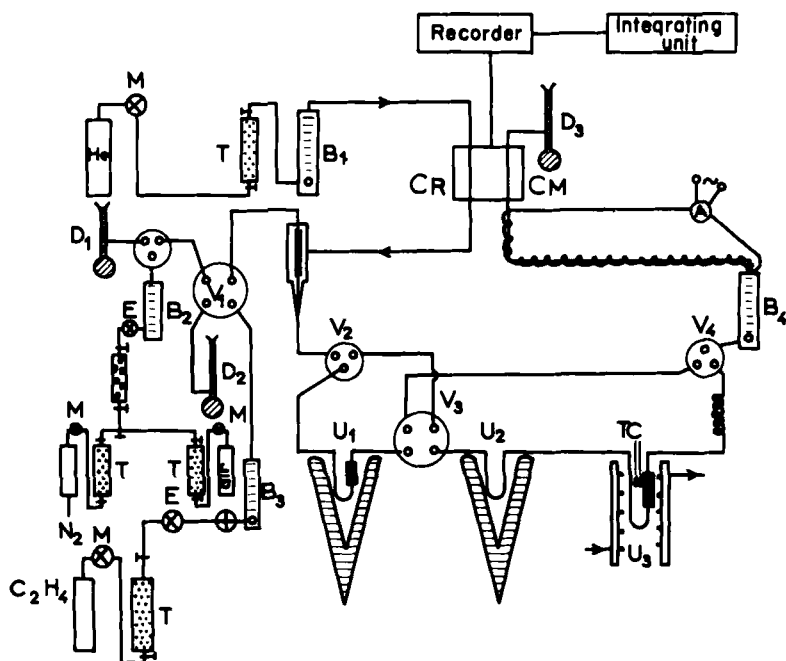 Recorder
Integrating
unit
M
He
T
B1
D3
CR
CM
~
A
D1
V1
B2
E
D2
B4
V2
V4
V3
M
M
T
T
U1
U2
TC
B3
E
N2
U3
M
C2H4
T